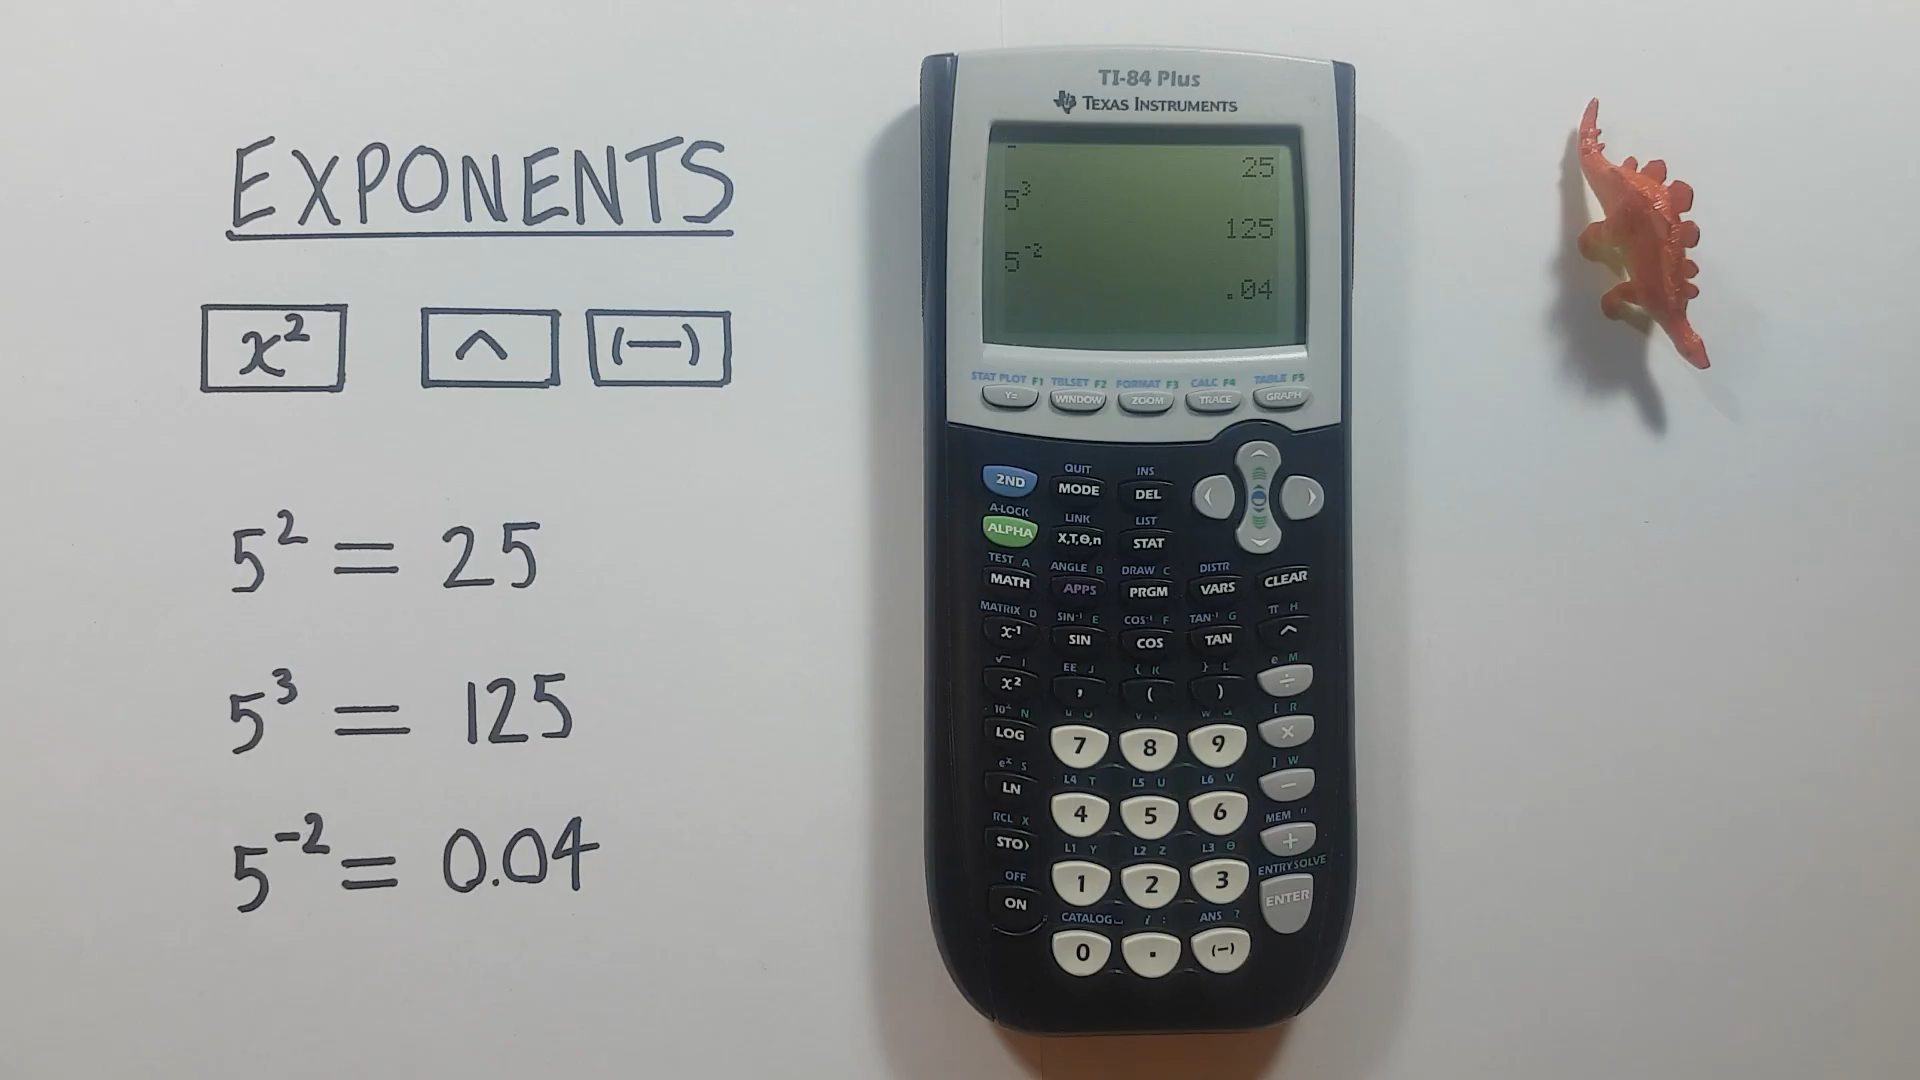 EXPONENTS
x² ^ (—)
5² = 25
5³ = 125
5⁻² = 0.04
TI-84 Plus
TEXAS INSTRUMENTS
25
5³
125
5⁻²
.04
STAT PLOT F1 TBLSET F2 FORMAT F3 CALC F4 TABLE F5
Y= WINDOW ZOOM TRACE GRAPH
QUIT INS
2ND MODE DEL
A-LOCK LINK LIST
ALPHA X,T,Θ,n STAT
TEST A ANGLE B DRAW C DISTR
MATH APPS PRGM VARS CLEAR
MATRIX D SIN⁻¹ E COS⁻¹ F TAN⁻¹ G π H
x⁻¹ SIN COS TAN ^
√ I EE J { K } L e M
x² , ( ) ÷
10ˣ N u O v w [ R
LOG 7 8 9 ×
eˣ S L4 T L5 U L6 V ] W
LN 4 5 6 −
RCL X L1 Y L2 Z L3 θ MEM "
STO› 1 2 3 +
OFF CATALOG i : ANS ? ENTRY SOLVE
ON 0 . (−) ENTER